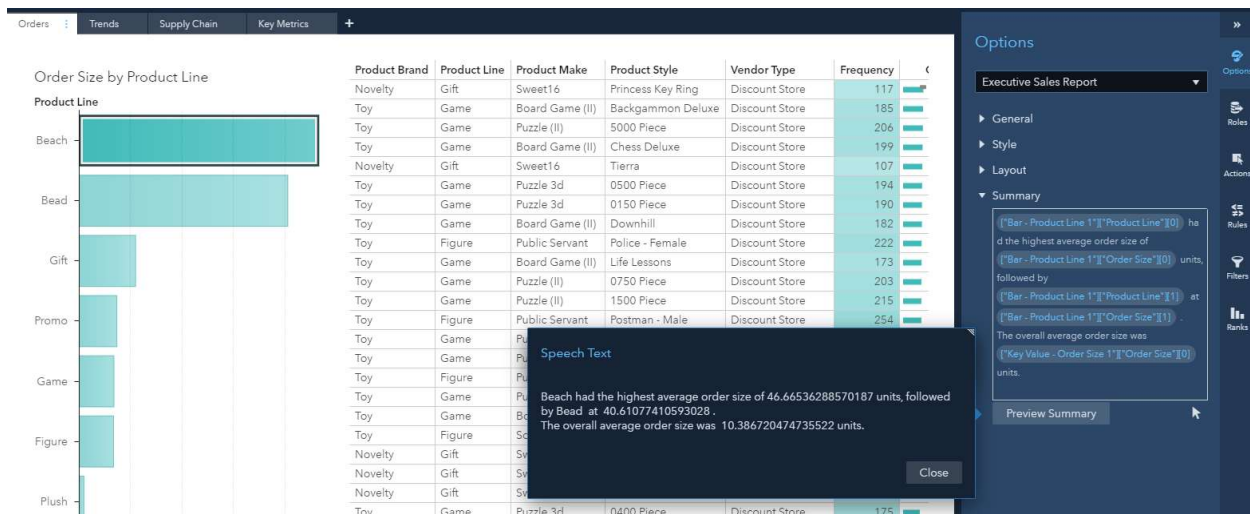 Orders Trends Supply Chain Key Metrics +
Order Size by Product Line
Product Line
Beach
Bead
Gift
Promo
Game
Figure
Plush
Product Brand Product Line Product Make Product Style Vendor Type Frequency
Novelty Gift Sweet16 Princess Key Ring Discount Store 117
Toy Game Board Game (II) Backgammon Deluxe Discount Store 185
Toy Game Puzzle (II) 5000 Piece Discount Store 206
Toy Game Board Game (II) Chess Deluxe Discount Store 199
Novelty Gift Sweet16 Tierra Discount Store 107
Toy Game Puzzle 3d 0500 Piece Discount Store 194
Toy Game Puzzle 3d 0150 Piece Discount Store 190
Toy Game Board Game (II) Downhill Discount Store 182
Toy Figure Public Servant Police - Female Discount Store 222
Toy Game Board Game (II) Life Lessons Discount Store 173
Toy Game Puzzle (II) 0750 Piece Discount Store 203
Toy Game Puzzle (II) 1500 Piece Discount Store 215
Toy Figure Public Servant Postman - Male Discount Store 254
Toy Game Pu
Toy Game Pu
Toy Figure Pu
Toy Game Pu
Toy Game Bo
Toy Figure Sc
Novelty Gift Sw
Novelty Gift Sw
Novelty Gift Sw
Toy Game Puzzle 3d 0400 Piece Discount Store 175
Speech Text
Beach had the highest average order size of 46.66536288570187 units, followed
by Bead at 40.61077410593028 .
The overall average order size was 10.386720474735522 units.
Close
Options
Executive Sales Report
General
Style
Layout
Summary
["Bar - Product Line 1"]["Product Line"][0] ha
d the highest average order size of
["Bar - Product Line 1"]["Order Size"][0] units,
followed by
["Bar - Product Line 1"]["Product Line"][1] at
["Bar - Product Line 1"]["Order Size"][1] .
The overall average order size was
["Key Value - Order Size 1"]["Order Size"][0]
units.
Preview Summary
»
Options
Roles
Actions
Rules
Filters
Ranks